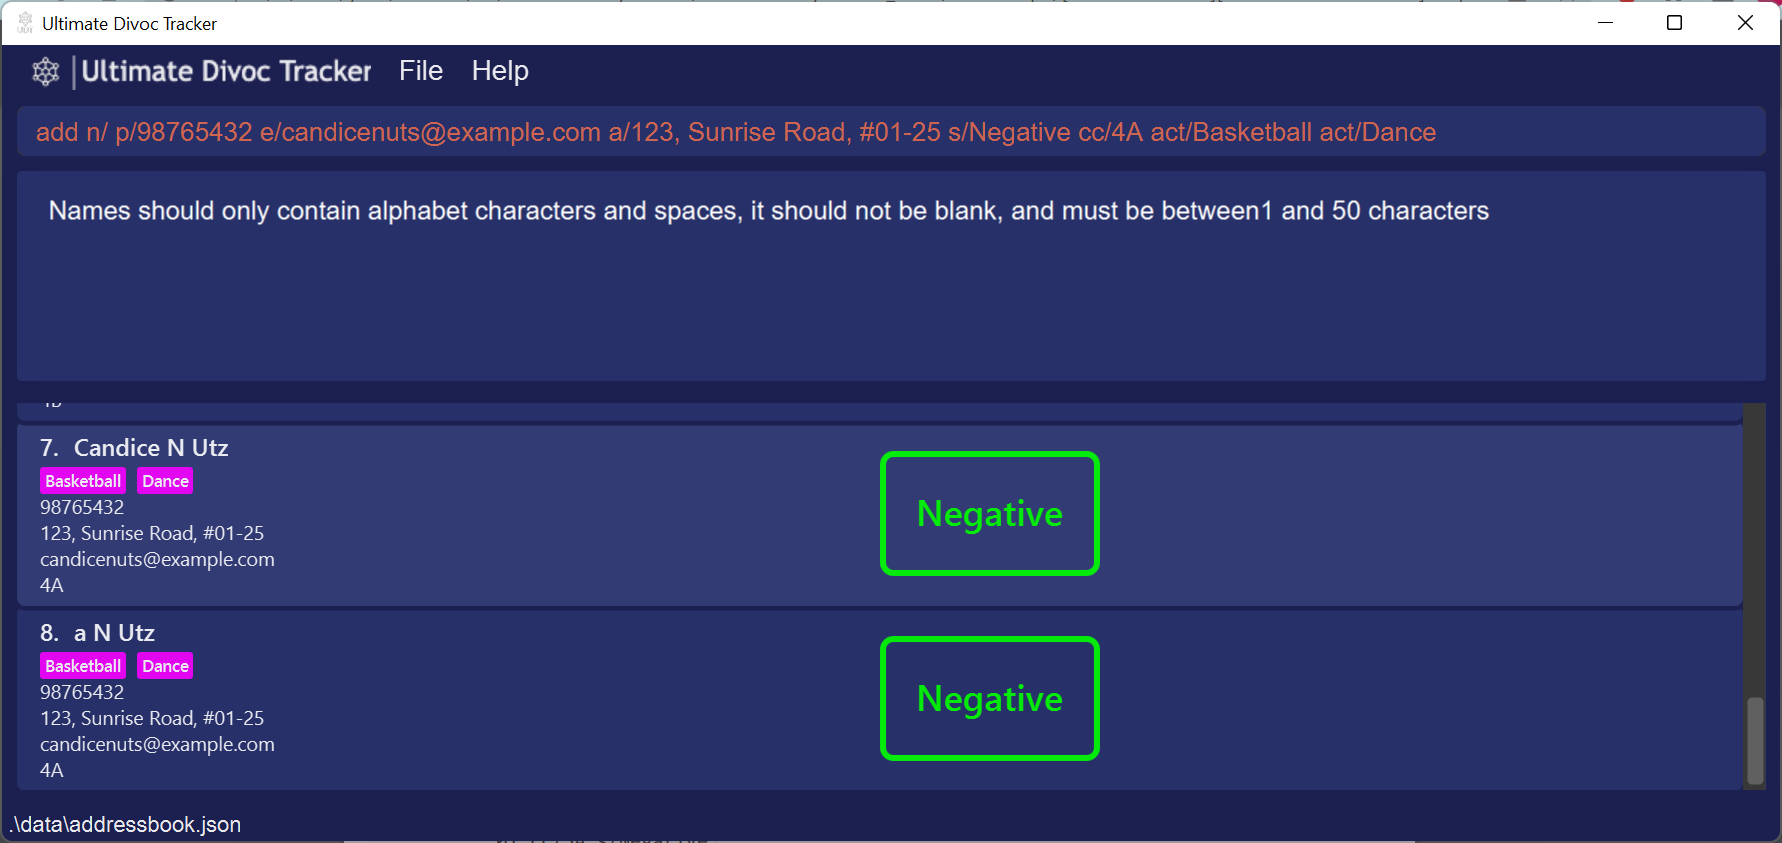 Ultimate Divoc Tracker
Ultimate Divoc Tracker File Help
add n/ p/98765432 e/candicenuts@example.com a/123, Sunrise Road, #01-25 s/Negative cc/4A act/Basketball act/Dance
Names should only contain alphabet characters and spaces, it should not be blank, and must be between1 and 50 characters
7. Candice N Utz
Basketball Dance
98765432
123, Sunrise Road, #01-25
candicenuts@example.com
4A
Negative
8. a N Utz
Basketball Dance
98765432
123, Sunrise Road, #01-25
candicenuts@example.com
4A
Negative
.\data\addressbook.json